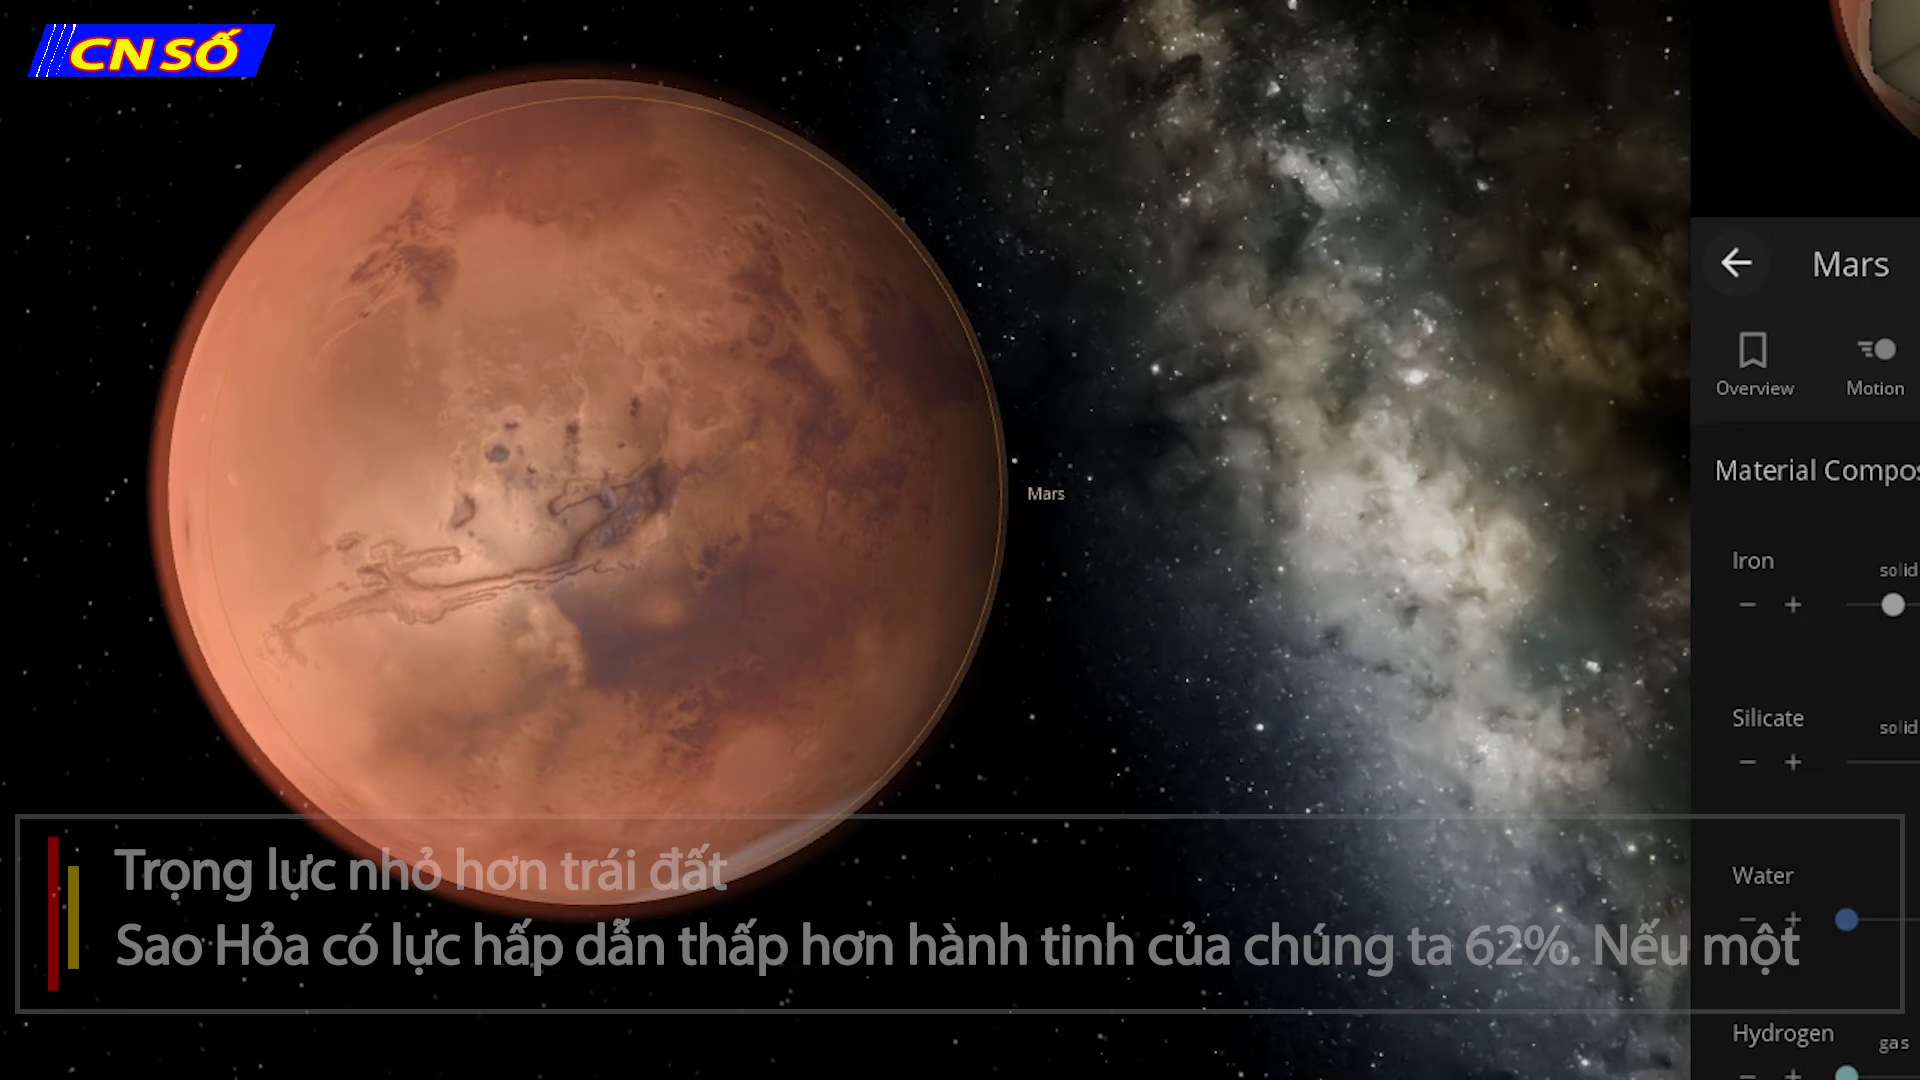 CN SỐ
Mars
Mars
Overview
Motion
Material Compos
Iron
solid
Silicate
solid
Water
Hydrogen
gas
Trọng lực nhỏ hơn trái đất
Sao Hỏa có lực hấp dẫn thấp hơn hành tinh của chúng ta 62%. Nếu một